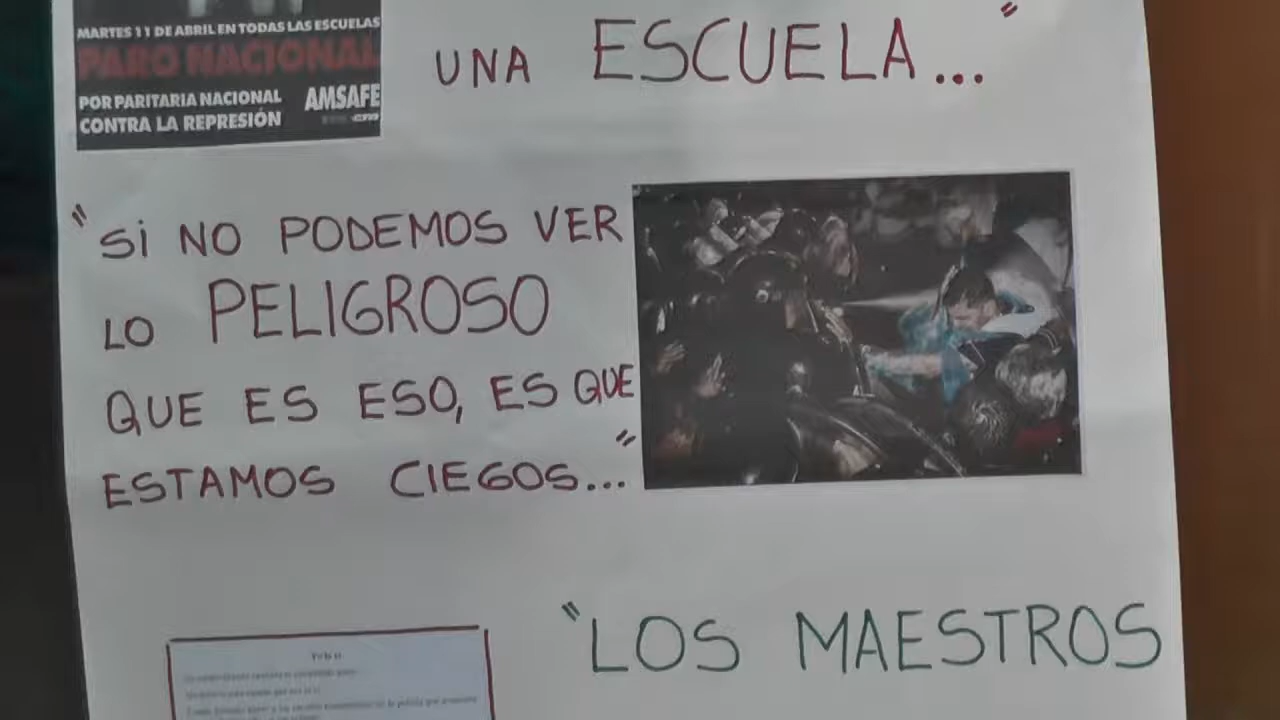 MARTES 11 DE ABRIL EN TODAS LAS ESCUELAS
PARO NACIONAL
POR PARITARIA NACIONAL
CONTRA LA REPRESIÓN
AMSAFE
UNA ESCUELA..."
"Si NO PODEMOS VER
LO PELIGROSO
QUE ES ESO, ES QUE
ESTAMOS CIEGOS..."
"LOS MAESTROS